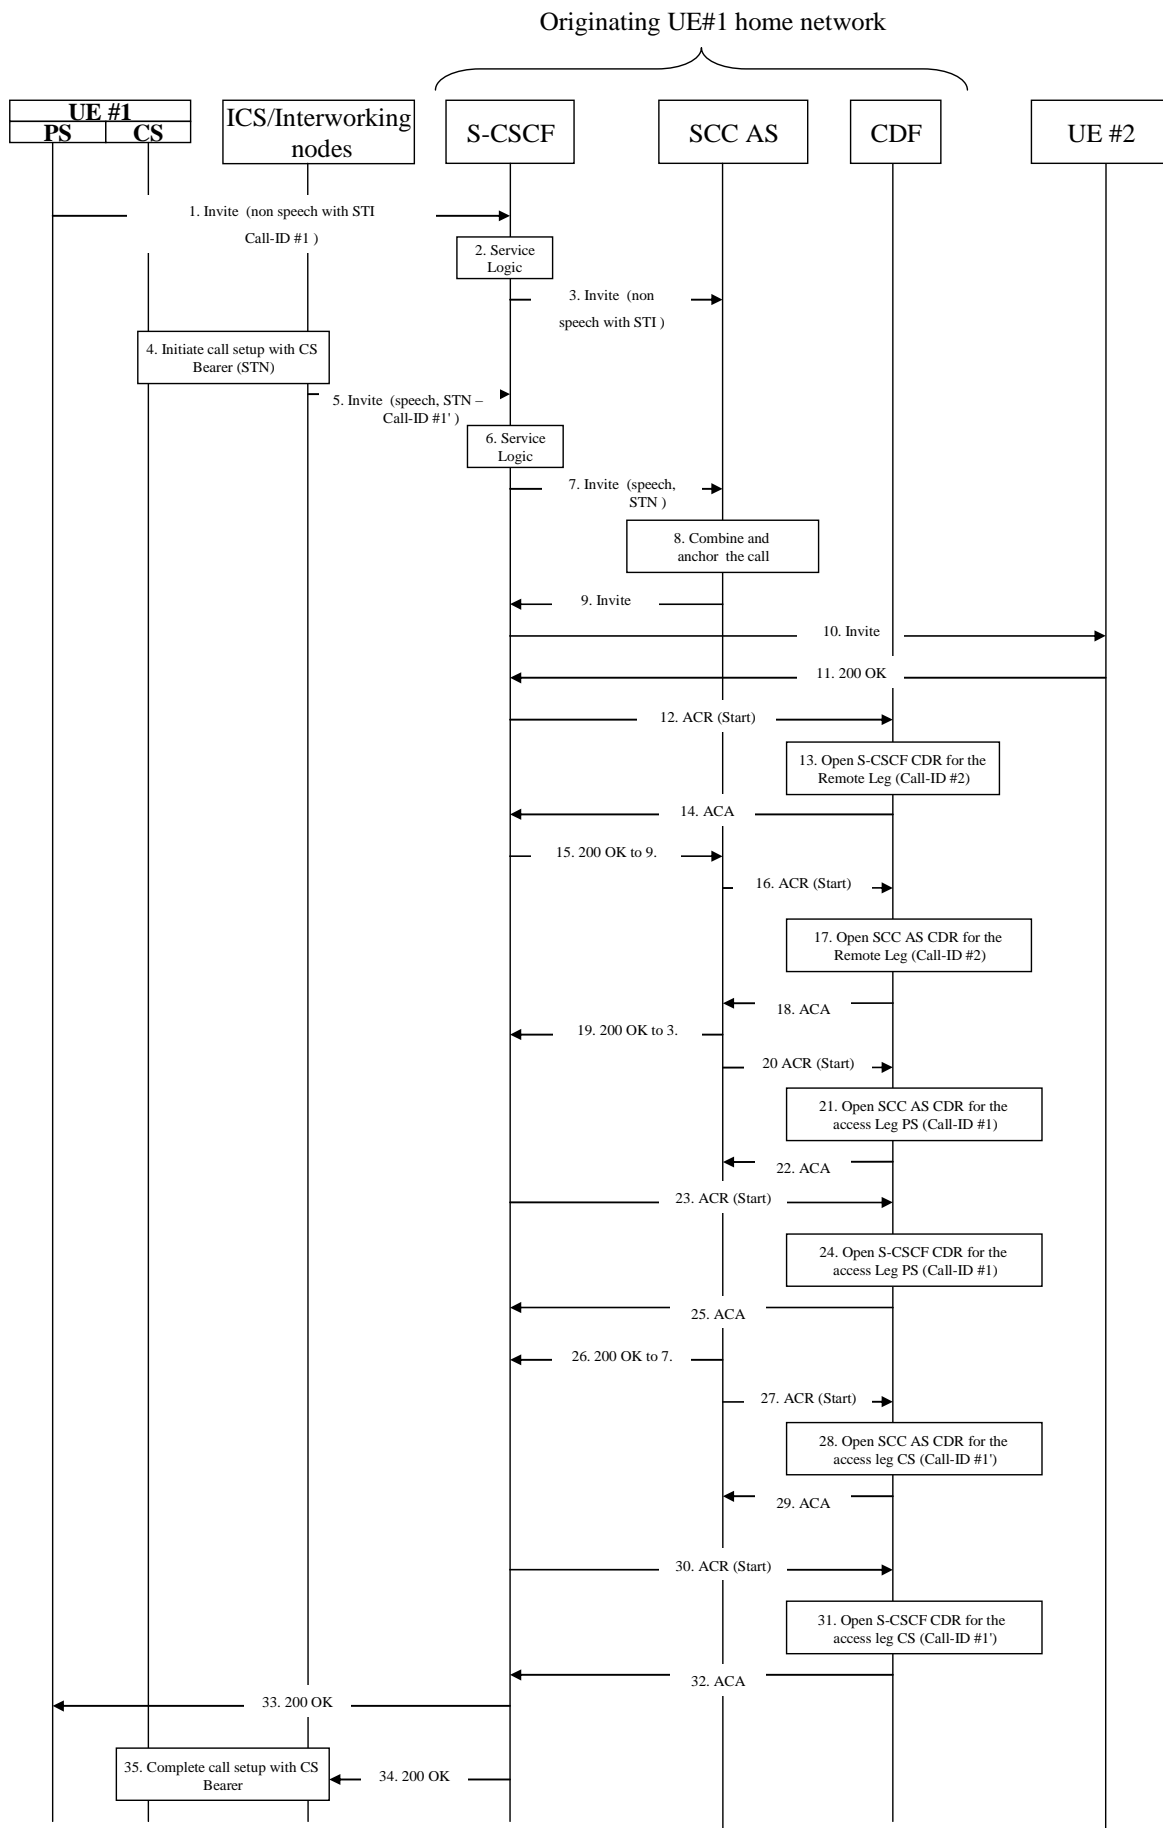 Originating UE#1 home network
UE #1
PS
CS
ICS/Interworking
nodes
S-CSCF
SCC AS
CDF
UE #2
1. Invite (non speech with STI
Call-ID #1 )
2. Service
Logic
3. Invite (non
speech with STI )
4. Initiate call setup with CS
Bearer (STN)
5. Invite (speech, STN –
Call-ID #1' )
6. Service
Logic
7. Invite (speech,
STN )
8. Combine and
anchor the call
9. Invite
10. Invite
11. 200 OK
12. ACR (Start)
13. Open S-CSCF CDR for the
Remote Leg (Call-ID #2)
14. ACA
15. 200 OK to 9.
16. ACR (Start)
17. Open SCC AS CDR for the
Remote Leg (Call-ID #2)
18. ACA
19. 200 OK to 3.
20 ACR (Start)
21. Open SCC AS CDR for the
access Leg PS (Call-ID #1)
22. ACA
23. ACR (Start)
24. Open S-CSCF CDR for the
access Leg PS (Call-ID #1)
25. ACA
26. 200 OK to 7.
27. ACR (Start)
28. Open SCC AS CDR for the
access leg CS (Call-ID #1')
29. ACA
30. ACR (Start)
31. Open S-CSCF CDR for the
access leg CS (Call-ID #1')
32. ACA
33. 200 OK
35. Complete call setup with CS
Bearer
34. 200 OK